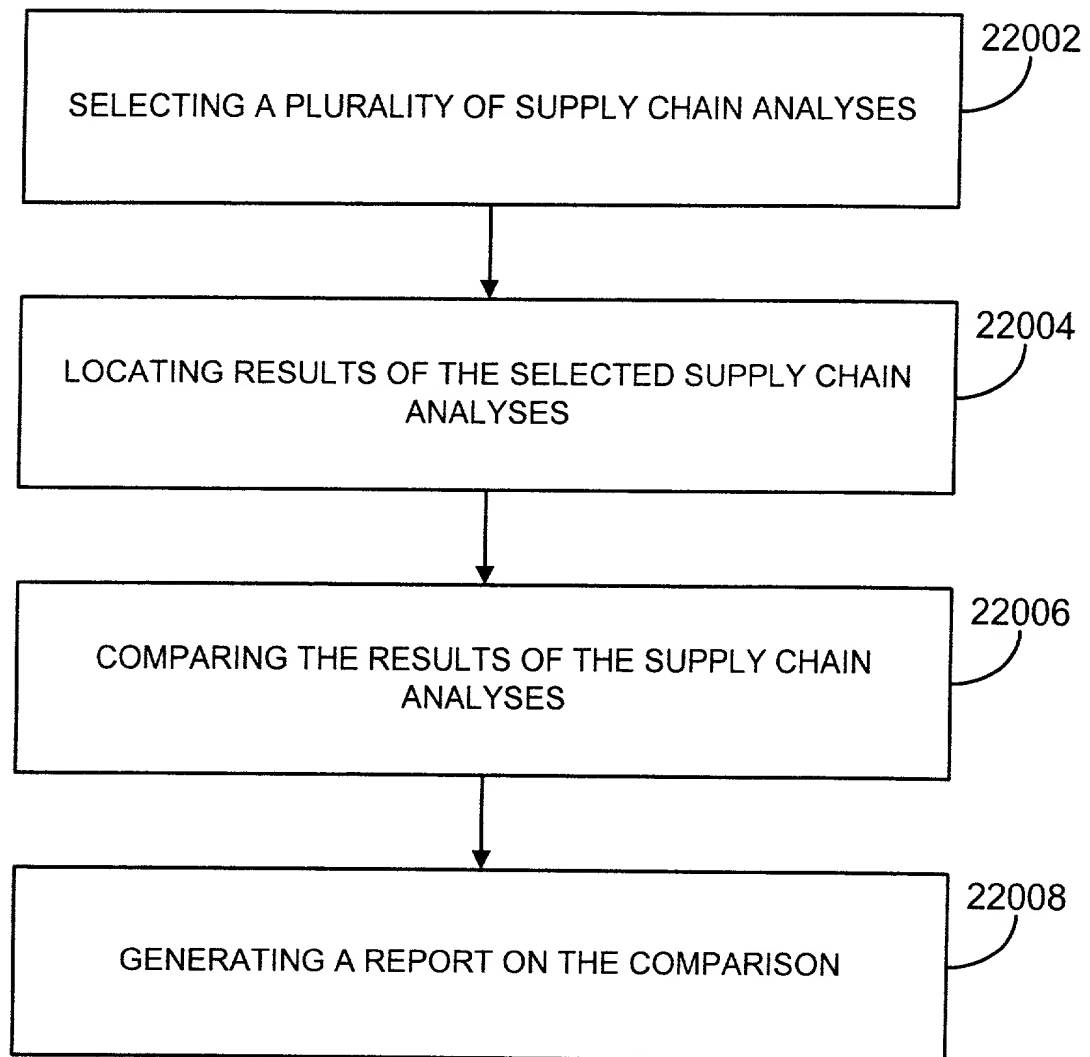 22002
SELECTING A PLURALITY OF SUPPLY CHAIN ANALYSES
22004
LOCATING RESULTS OF THE SELECTED SUPPLY CHAIN
ANALYSES
22006
COMPARING THE RESULTS OF THE SUPPLY CHAIN
ANALYSES
22008
GENERATING A REPORT ON THE COMPARISON